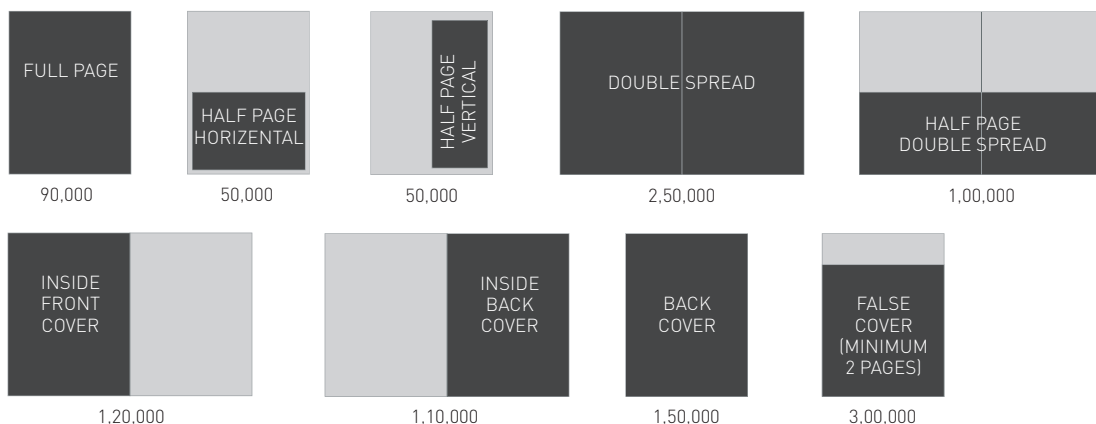 FULL PAGE
90,000
HALF PAGE
HORIZENTAL
50,000
HALF PAGE
VERTICAL
50,000
DOUBLE SPREAD
2,50,000
HALF PAGE
DOUBLE SPREAD
1,00,000
INSIDE
FRONT
COVER
1,20,000
INSIDE
BACK
COVER
1,10,000
BACK
COVER
1,50,000
FALSE
COVER
(MINIMUM
2 PAGES)
3,00,000